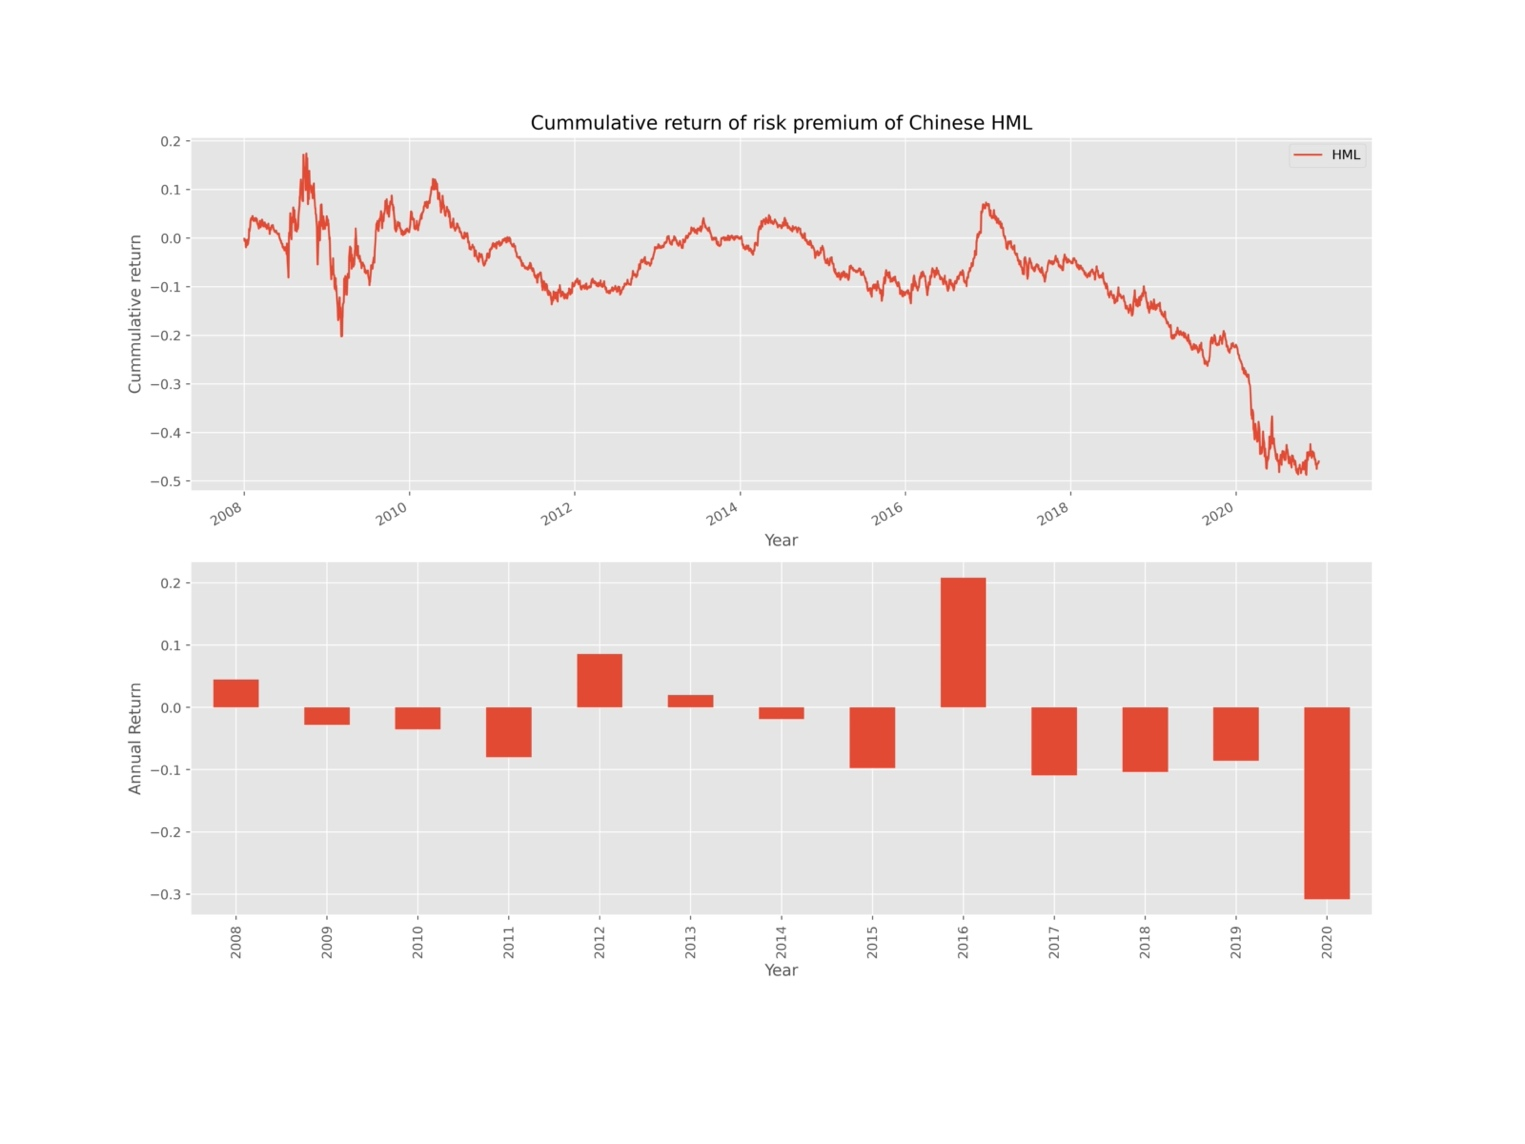 Cummulative return of risk premium of Chinese HML
HML
Cummulative return
0.2
0.1
0.0
−0.1
−0.2
−0.3
−0.4
−0.5
2008 2010 2012 2014 2016 2018 2020
Year
Annual Return
0.2
0.1
0.0
−0.1
−0.2
−0.3
2008 2009 2010 2011 2012 2013 2014 2015 2016 2017 2018 2019 2020
Year